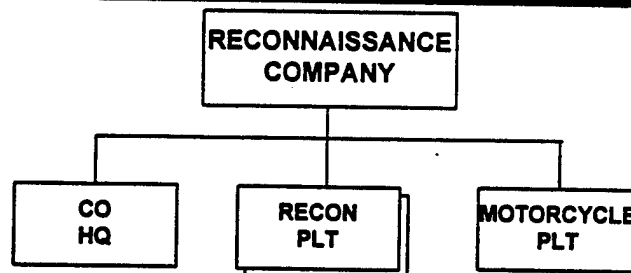 RECONNAISSANCE
COMPANY
CO
HQ
RECON
PLT
MOTORCYCLE
PLT